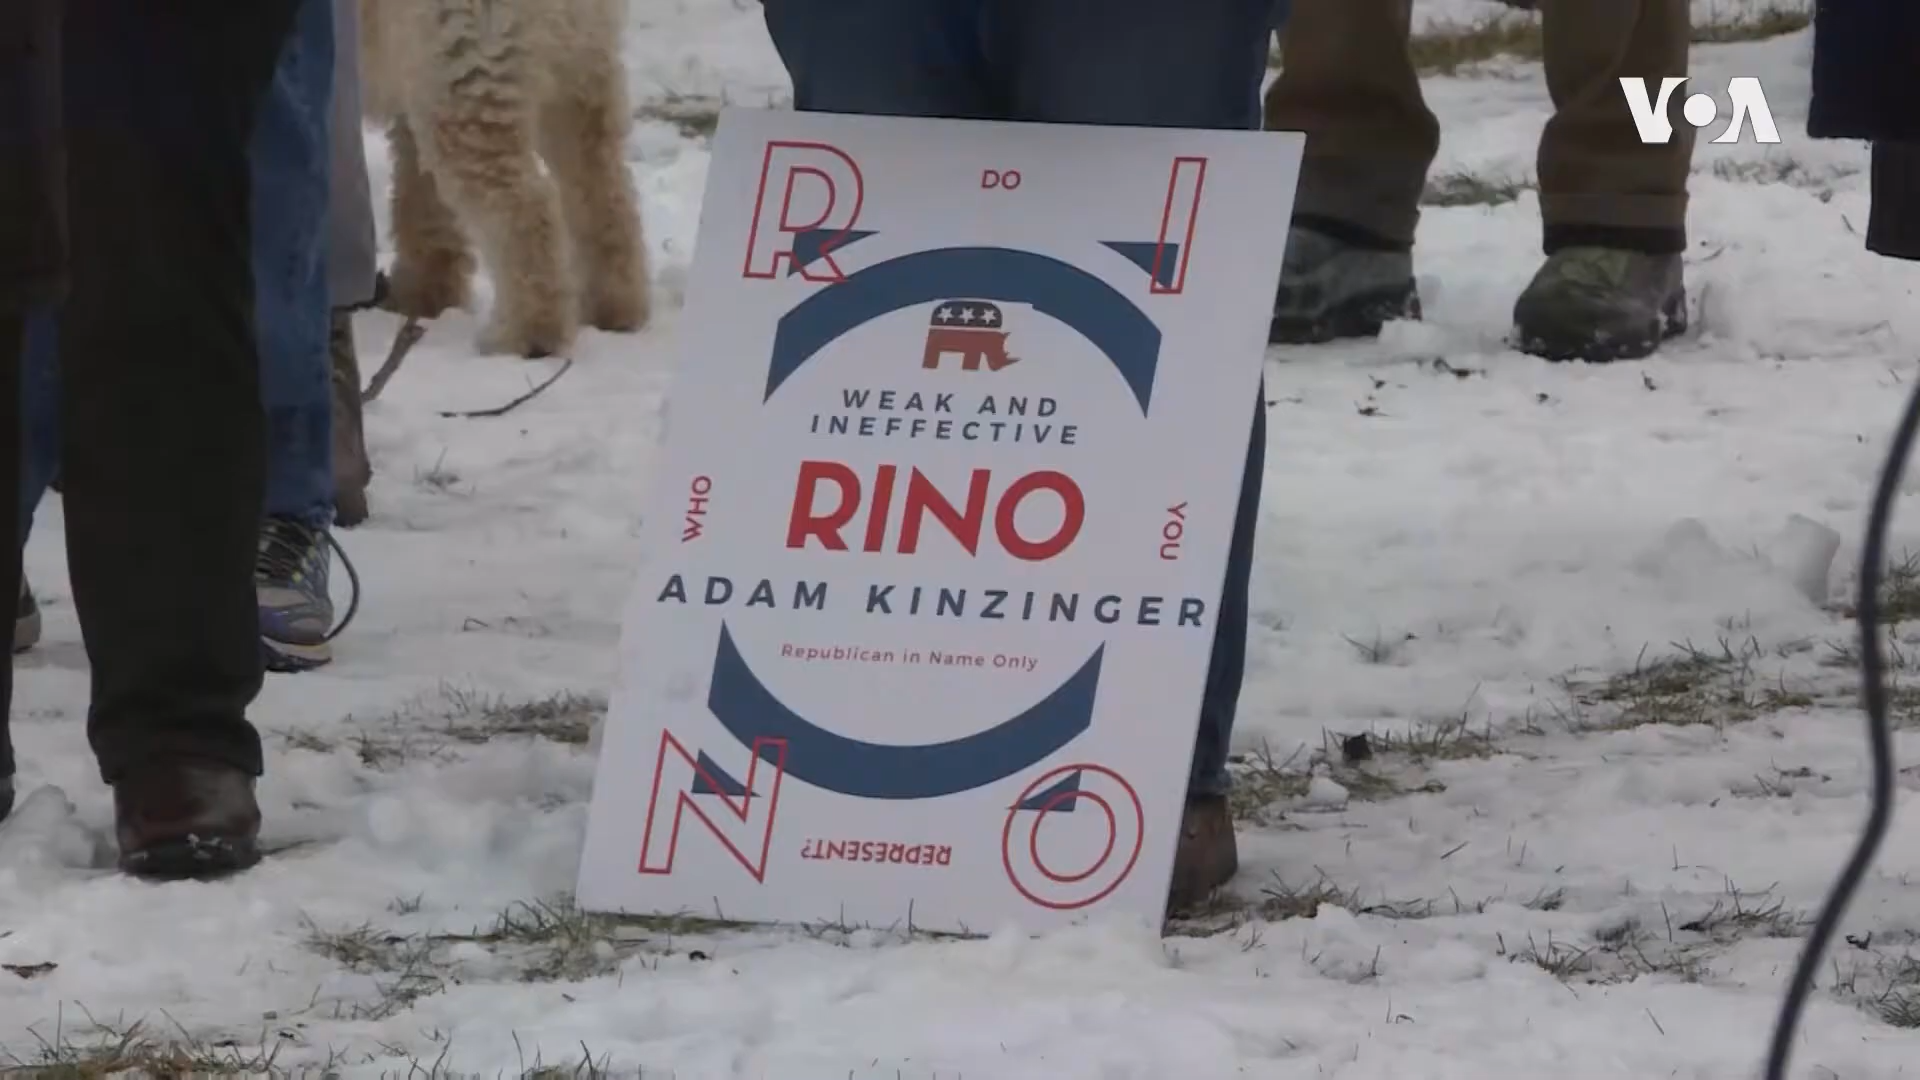 VOA
R I
DO
WEAK AND
INEFFECTIVE
WHO
RINO
YOU
ADAM KINZINGER
Republican in Name Only
N O
REPRESENT?